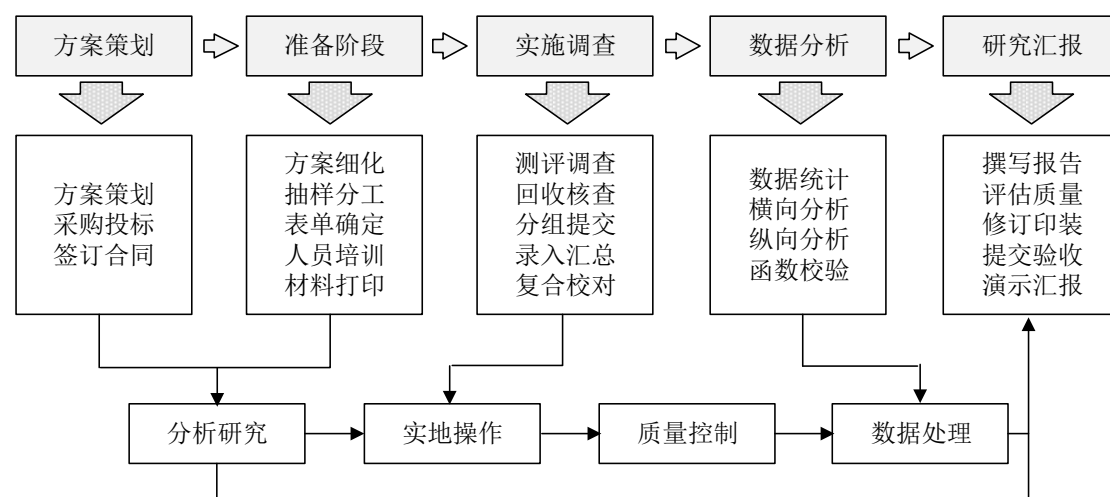 方案策划
准备阶段
实施调查
数据分析
研究汇报
方案策划
采购投标
签订合同
方案细化
抽样分工
表单确定
人员培训
材料打印
测评调查
回收核查
分组提交
录入汇总
复合校对
数据统计
横向分析
纵向分析
函数校验
撰写报告
评估质量
修订印装
提交验收
演示汇报
分析研究
实地操作
质量控制
数据处理